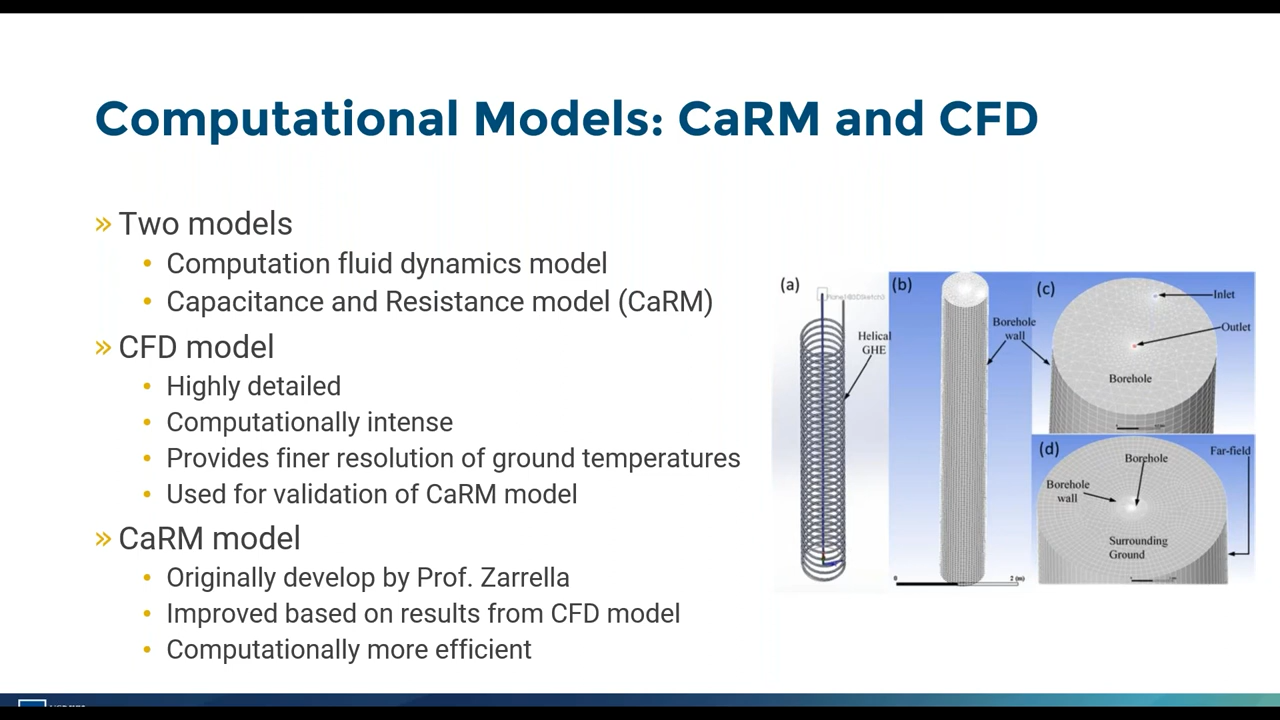 Computational Models: CaRM and CFD
» Two models
• Computation fluid dynamics model
• Capacitance and Resistance model (CaRM)
» CFD model
• Highly detailed
• Computationally intense
• Provides finer resolution of ground temperatures
• Used for validation of CaRM model
» CaRM model
• Originally develop by Prof. Zarrella
• Improved based on results from CFD model
• Computationally more efficient
(a)
Helical
GHE
(b)
Borehole
wall
0
2 (m)
(c)
Inlet
Outlet
Borehole
(d)
Borehole
Far-field
Borehole
wall
Surrounding
Ground